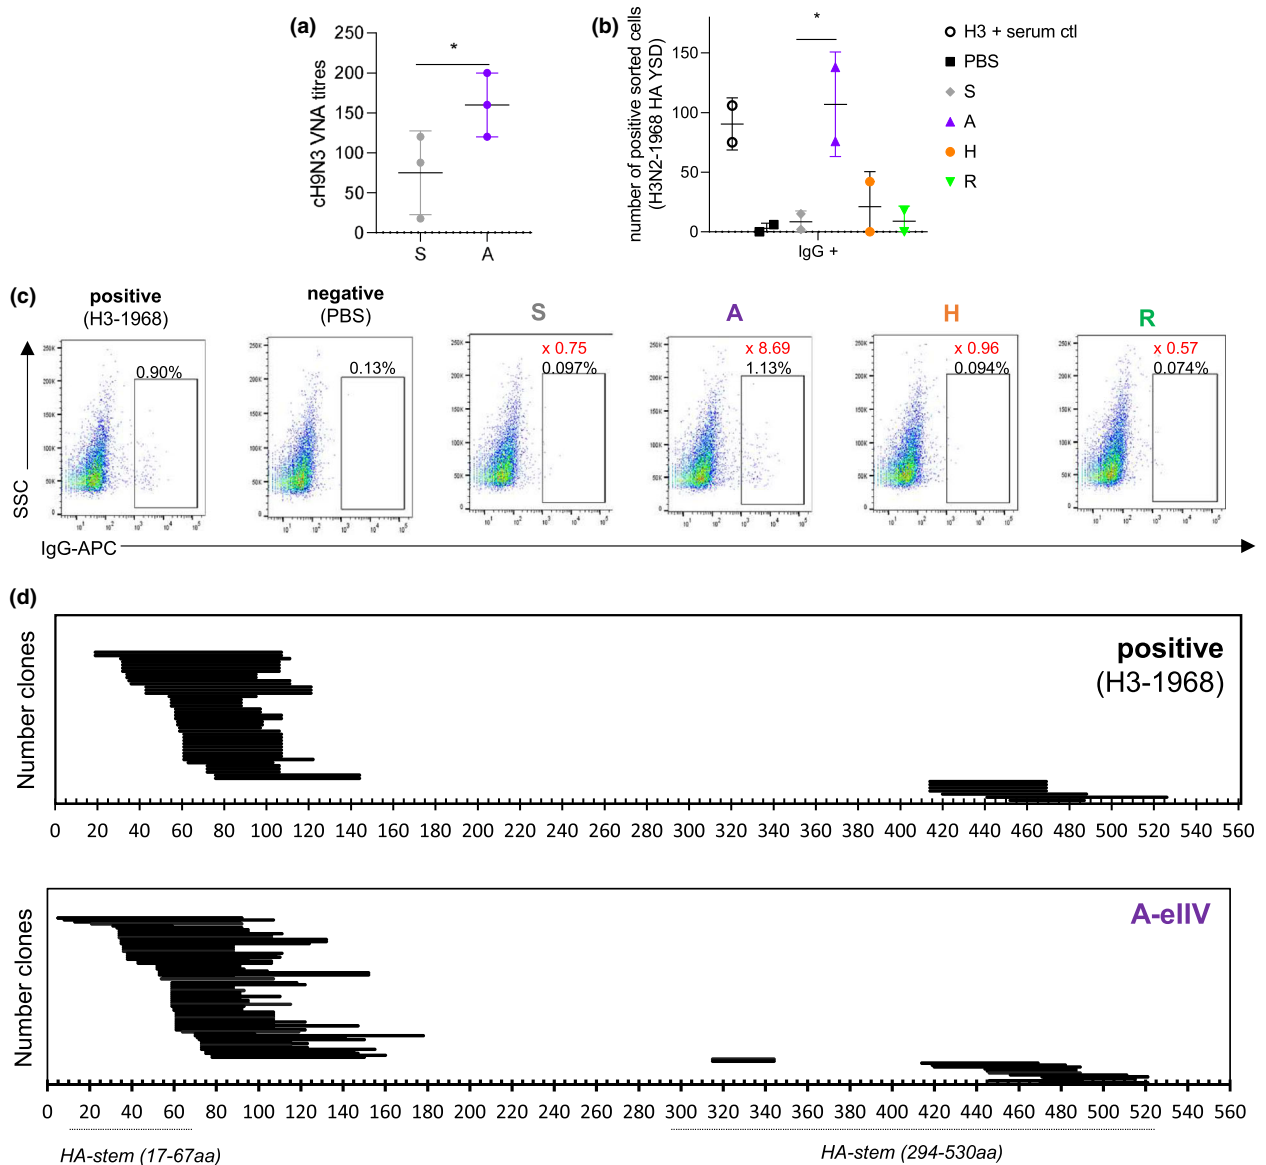 (a)
250
200
150
100
50
0
cH9N3 VNA titres
*
S A
(b)
number of positive sorted cells
(H3N2-1968 HA YSD)
150
100
50
0
*
IgG +
H3 + serum ctl
PBS
S
A
H
R
(c)
positive
(H3-1968)
negative
(PBS)
S
A
H
R
0.90%
0.13%
x 0.75
0.097%
x 8.69
1.13%
x 0.96
0.094%
x 0.57
0.074%
SSC
IgG-APC
(d)
Number clones
positive
(H3-1968)
0 20 40 60 80 100 120 140 160 180 200 220 240 260 280 300 320 340 360 380 400 420 440 460 480 500 520 540 560
Number clones
A-eIIV
0 20 40 60 80 100 120 140 160 180 200 220 240 260 280 300 320 340 360 380 400 420 440 460 480 500 520 540 560
HA-stem (17-67aa)
HA-stem (294-530aa)